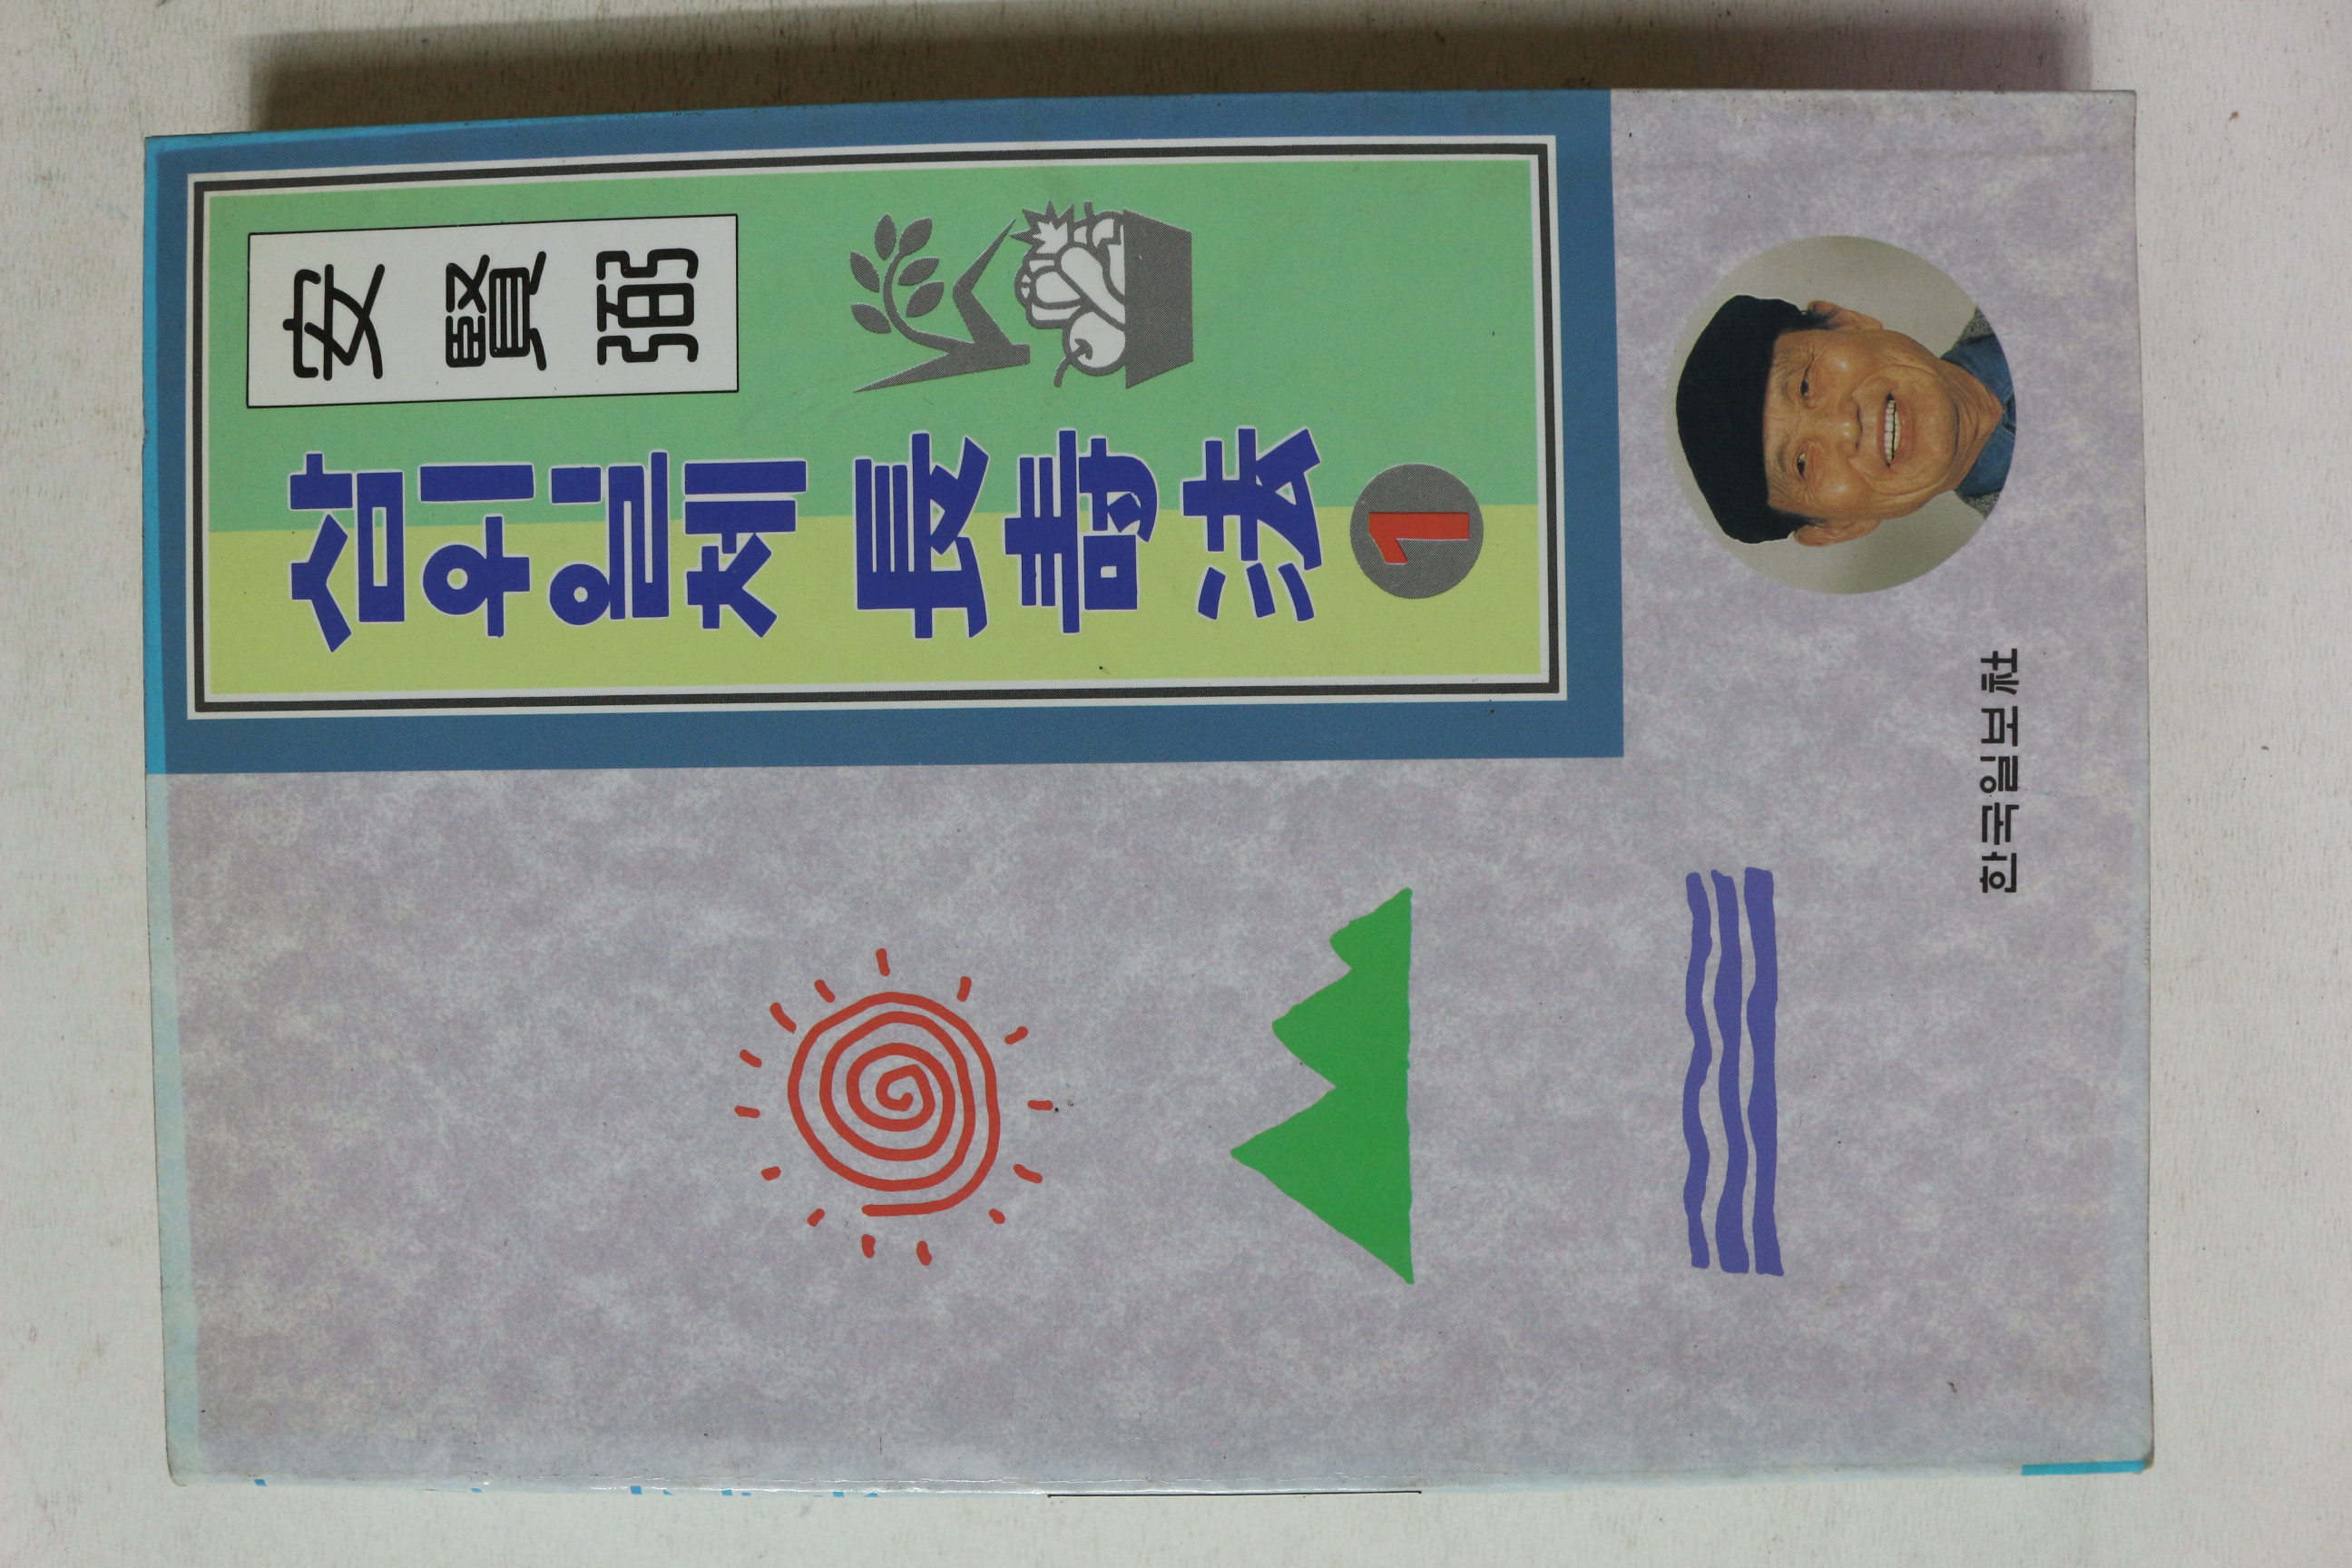 安賢弼
삼위일체 長壽法 1
한국일보社